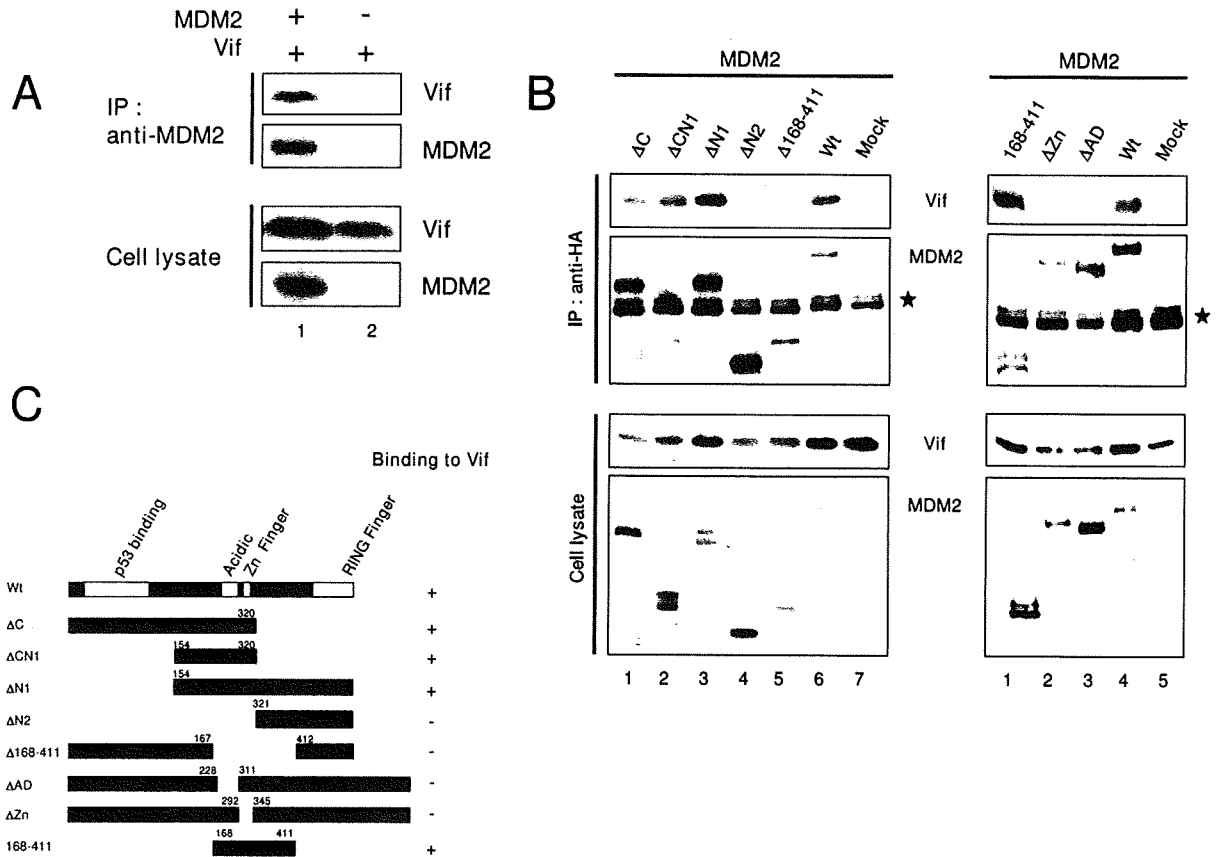 A
MDM2 + -
Vif + +
IP :
anti-MDM2
Vif
MDM2
Cell lysate
Vif
MDM2
1 2
B
MDM2
ΔC ΔCN1 ΔN1 ΔN2 Δ168-411 Wt Mock
MDM2
168-411 ΔZn ΔAD Wt Mock
IP : anti-HA
Vif
MDM2
★ ★
Cell lysate
Vif
MDM2
1 2 3 4 5 6 7
1 2 3 4 5
C
Binding to Vif
p53 binding
Acidic
Zn Finger
RING Finger
Wt +
ΔC 320 +
ΔCN1 154 320 +
ΔN1 154 +
ΔN2 321 -
Δ168-411 167 412 -
ΔAD 228 311 -
ΔZn 292 345 -
168-411 168 411 +